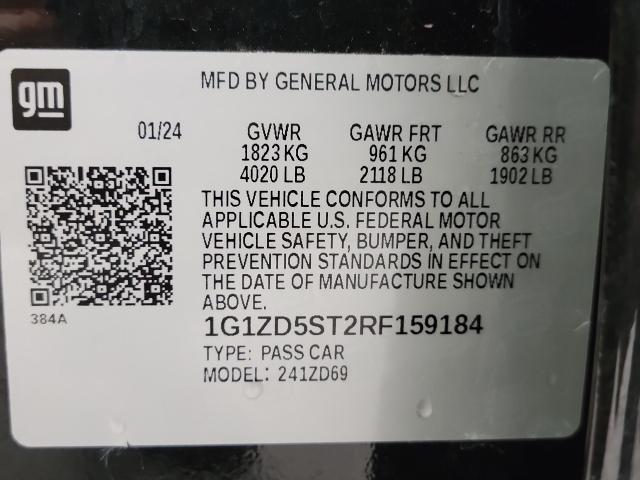 gm
MFD BY GENERAL MOTORS LLC
01/24 GVWR GAWR FRT GAWR RR
1823 KG 961 KG 863 KG
4020 LB 2118 LB 1902 LB
THIS VEHICLE CONFORMS TO ALL
APPLICABLE U.S. FEDERAL MOTOR
VEHICLE SAFETY, BUMPER, AND THEFT
PREVENTION STANDARDS IN EFFECT ON
THE DATE OF MANUFACTURE SHOWN
ABOVE.
384A
1G1ZD5ST2RF159184
TYPE: PASS CAR
MODEL: 241ZD69